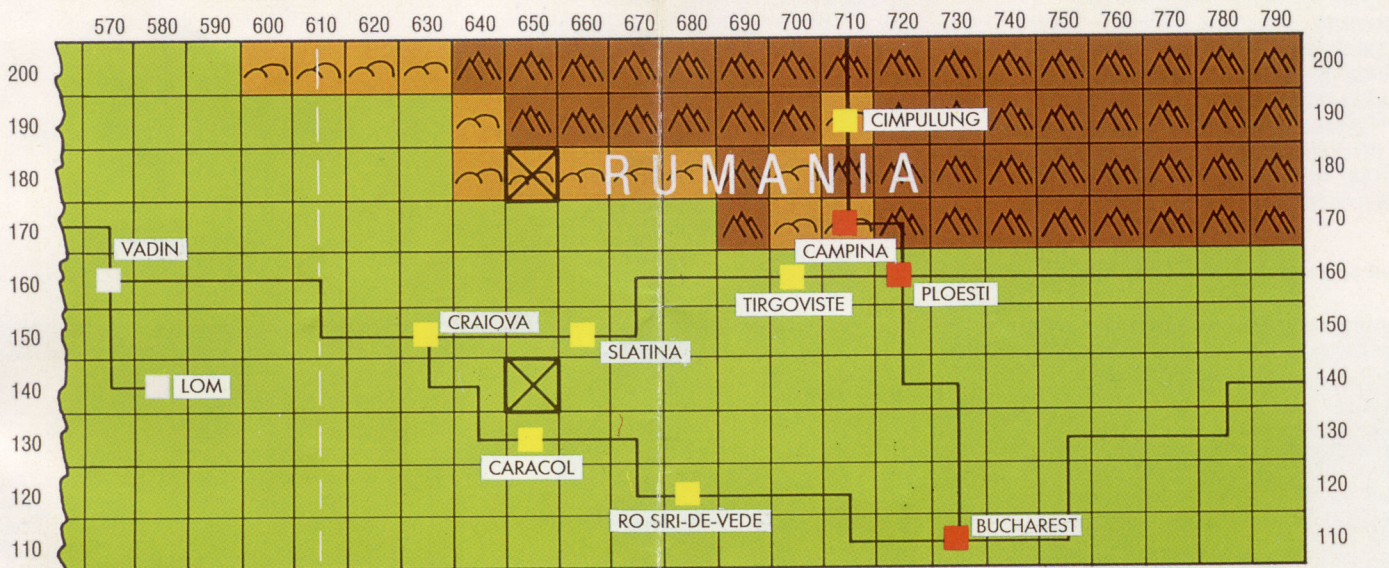 570 580 590 600 610 620 630 640 650 660 670 680 690 700 710 720 730 740 750 760 770 780 790
200 200
190 CIMPULUNG 190
180 RUMANIA 180
170 170
VADIN CAMPINA
160 160
TIRGOVISTE PLOESTI
150 CRAIOVA 150
SLATINA
140 LOM 140
130 130
CARACOL
120 120
RO SIRI-DE-VEDE BUCHAREST
110 110